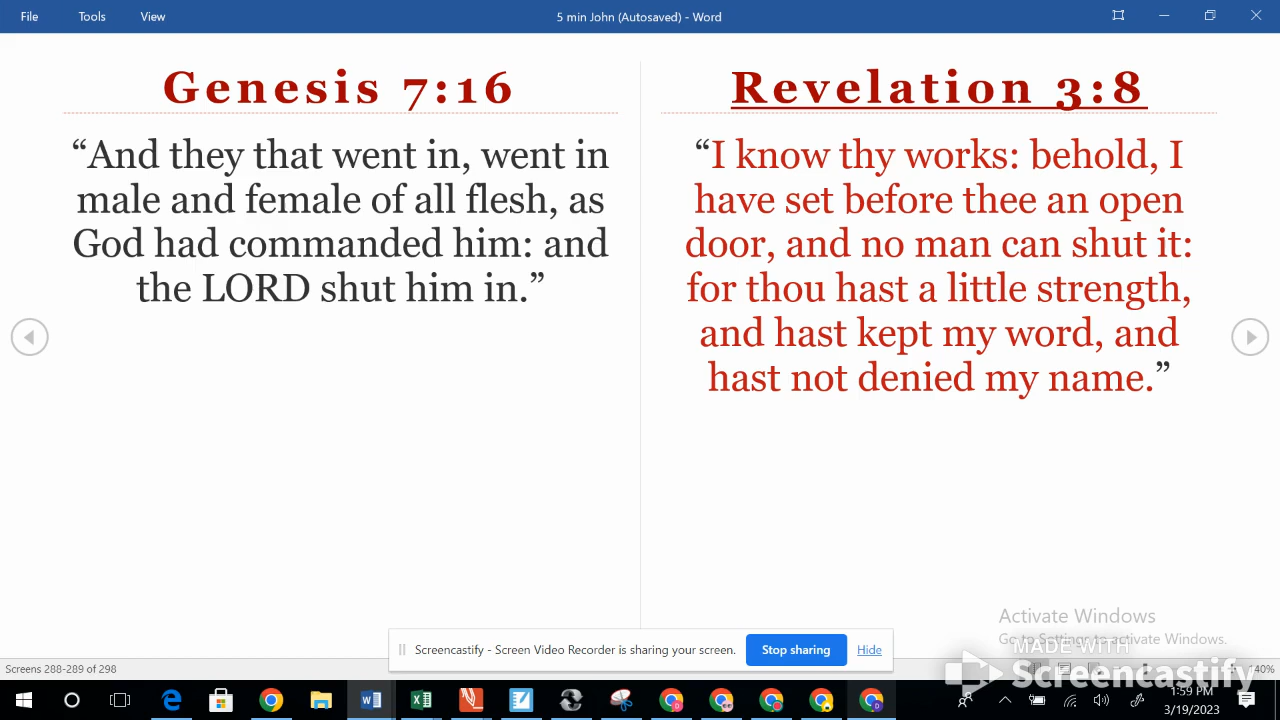 File Tools View 5 min John (Autosaved) - Word
Genesis 7:16
“And they that went in, went in
male and female of all flesh, as
God had commanded him: and
the LORD shut him in.”
Revelation 3:8
“I know thy works: behold, I
have set before thee an open
door, and no man can shut it:
for thou hast a little strength,
and hast kept my word, and
hast not denied my name.”
Activate Windows
Go to Settings to activate Windows.
Screencastify - Screen Video Recorder is sharing your screen. Stop sharing Hide
MADE WITH
Screencastify
Screens 288-289 of 298
40%
1:59 PM
3/19/2023